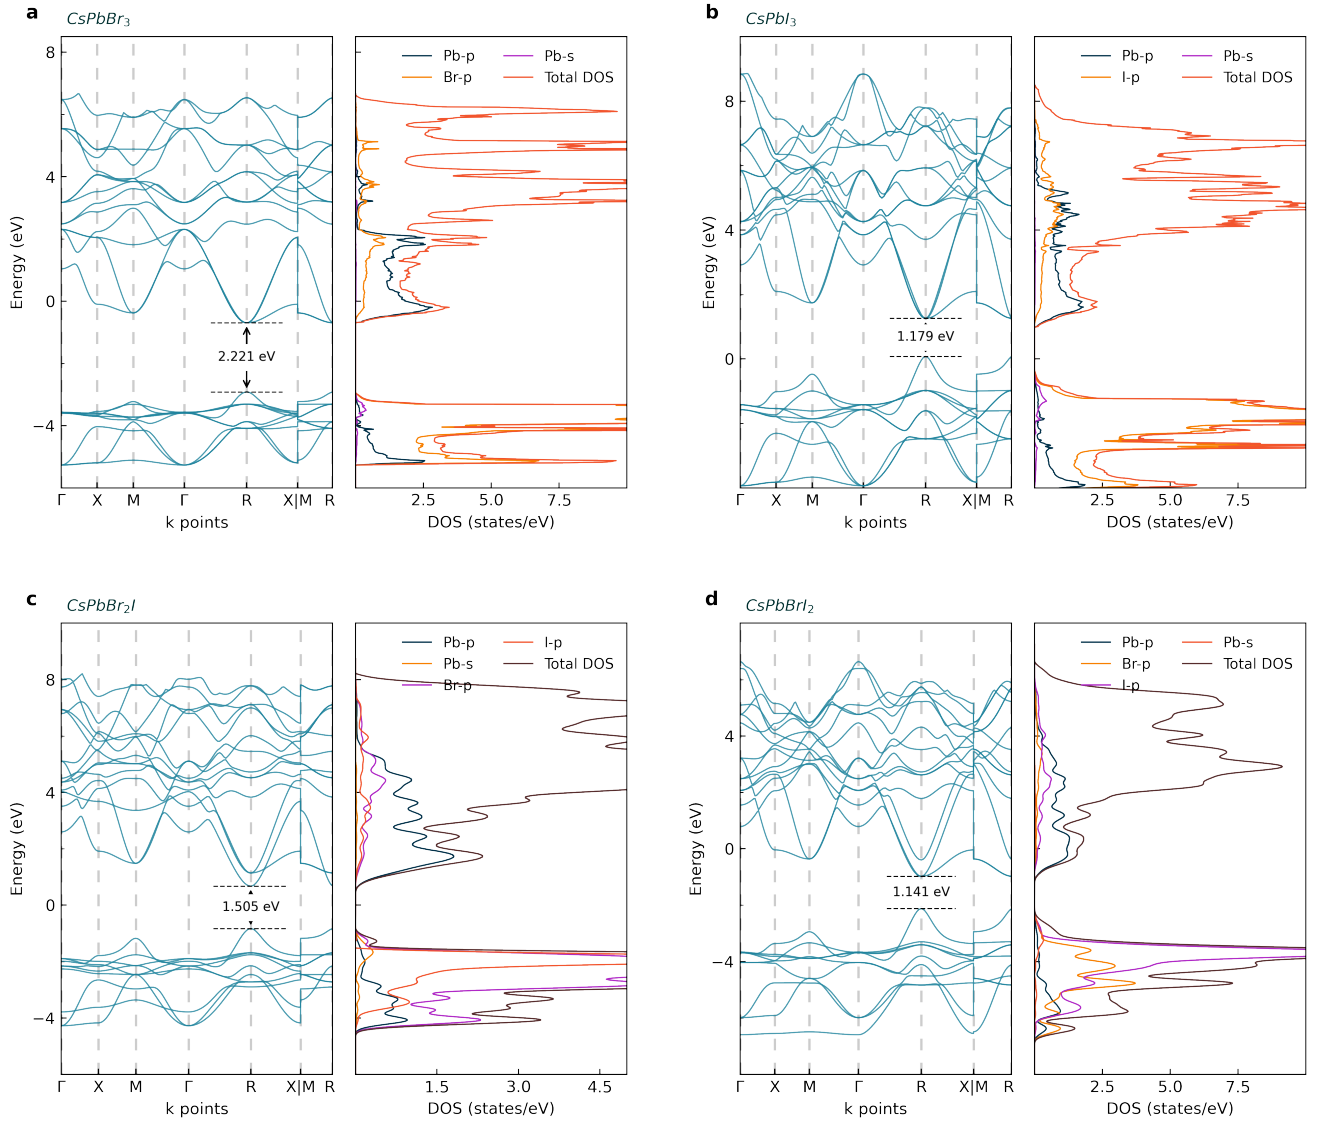 a
CsPbBr3
Energy (eV)
8
4
0
−4
2.221 eV
Γ X M Γ R X|M R
k points
Pb-p Pb-s
Br-p Total DOS
2.5 5.0 7.5
DOS (states/eV)
b
CsPbI3
Energy (eV)
8
4
0
1.179 eV
Γ X M Γ R X|M R
k points
Pb-p Pb-s
I-p Total DOS
2.5 5.0 7.5
DOS (states/eV)
c
CsPbBr2I
Energy (eV)
8
4
0
−4
1.505 eV
Γ X M Γ R X|M R
k points
Pb-p I-p
Pb-s Total DOS
Br-p
1.5 3.0 4.5
DOS (states/eV)
d
CsPbBrI2
Energy (eV)
4
0
−4
1.141 eV
Γ X M Γ R X|M R
k points
Pb-p Pb-s
Br-p Total DOS
I-p
2.5 5.0 7.5
DOS (states/eV)